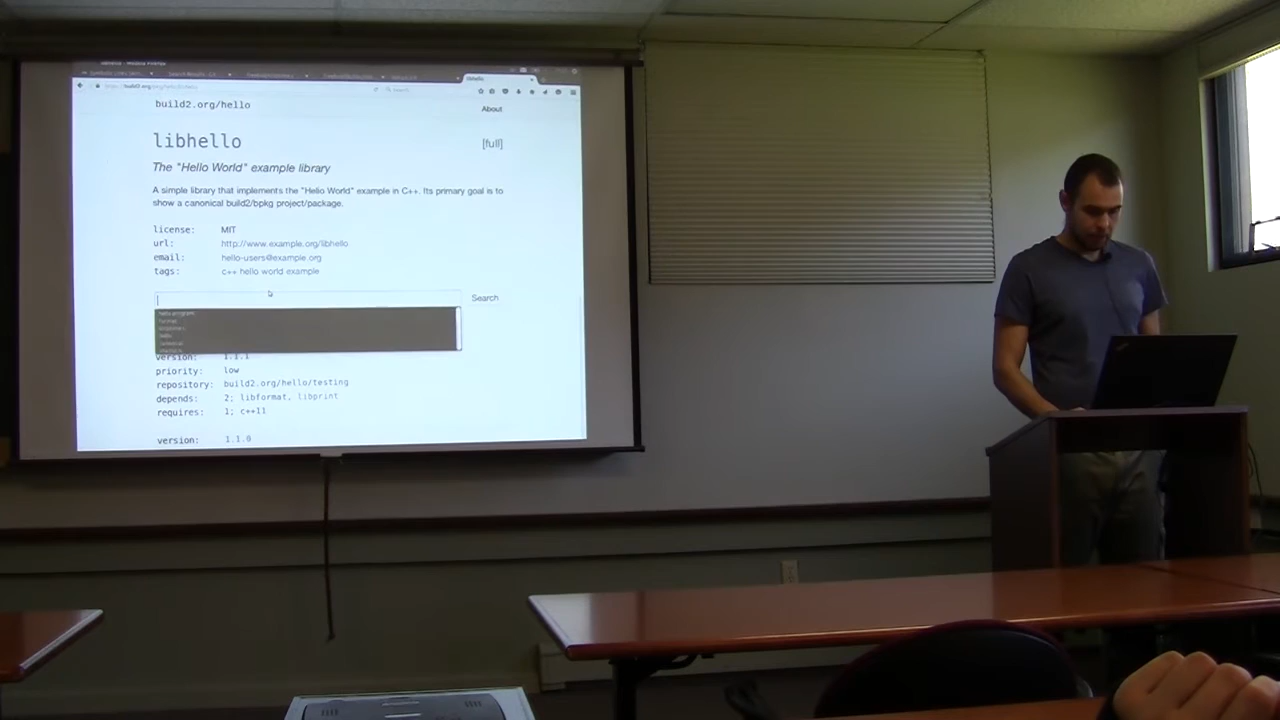 build2.org/hello
About
libhello
[full]
The "Hello World" example library
A simple library that implements the "Hello World" example in C++. Its primary goal is to
show a canonical build2/bpkg project/package.
license: MIT
url: http://www.example.org/libhello
email: hello-users@example.org
tags: c++ hello world example
Search
version: 1.1.1
priority: low
repository: build2.org/hello/testing
depends: 2; libformat, libprint
requires: 1; c++11
version: 1.1.0